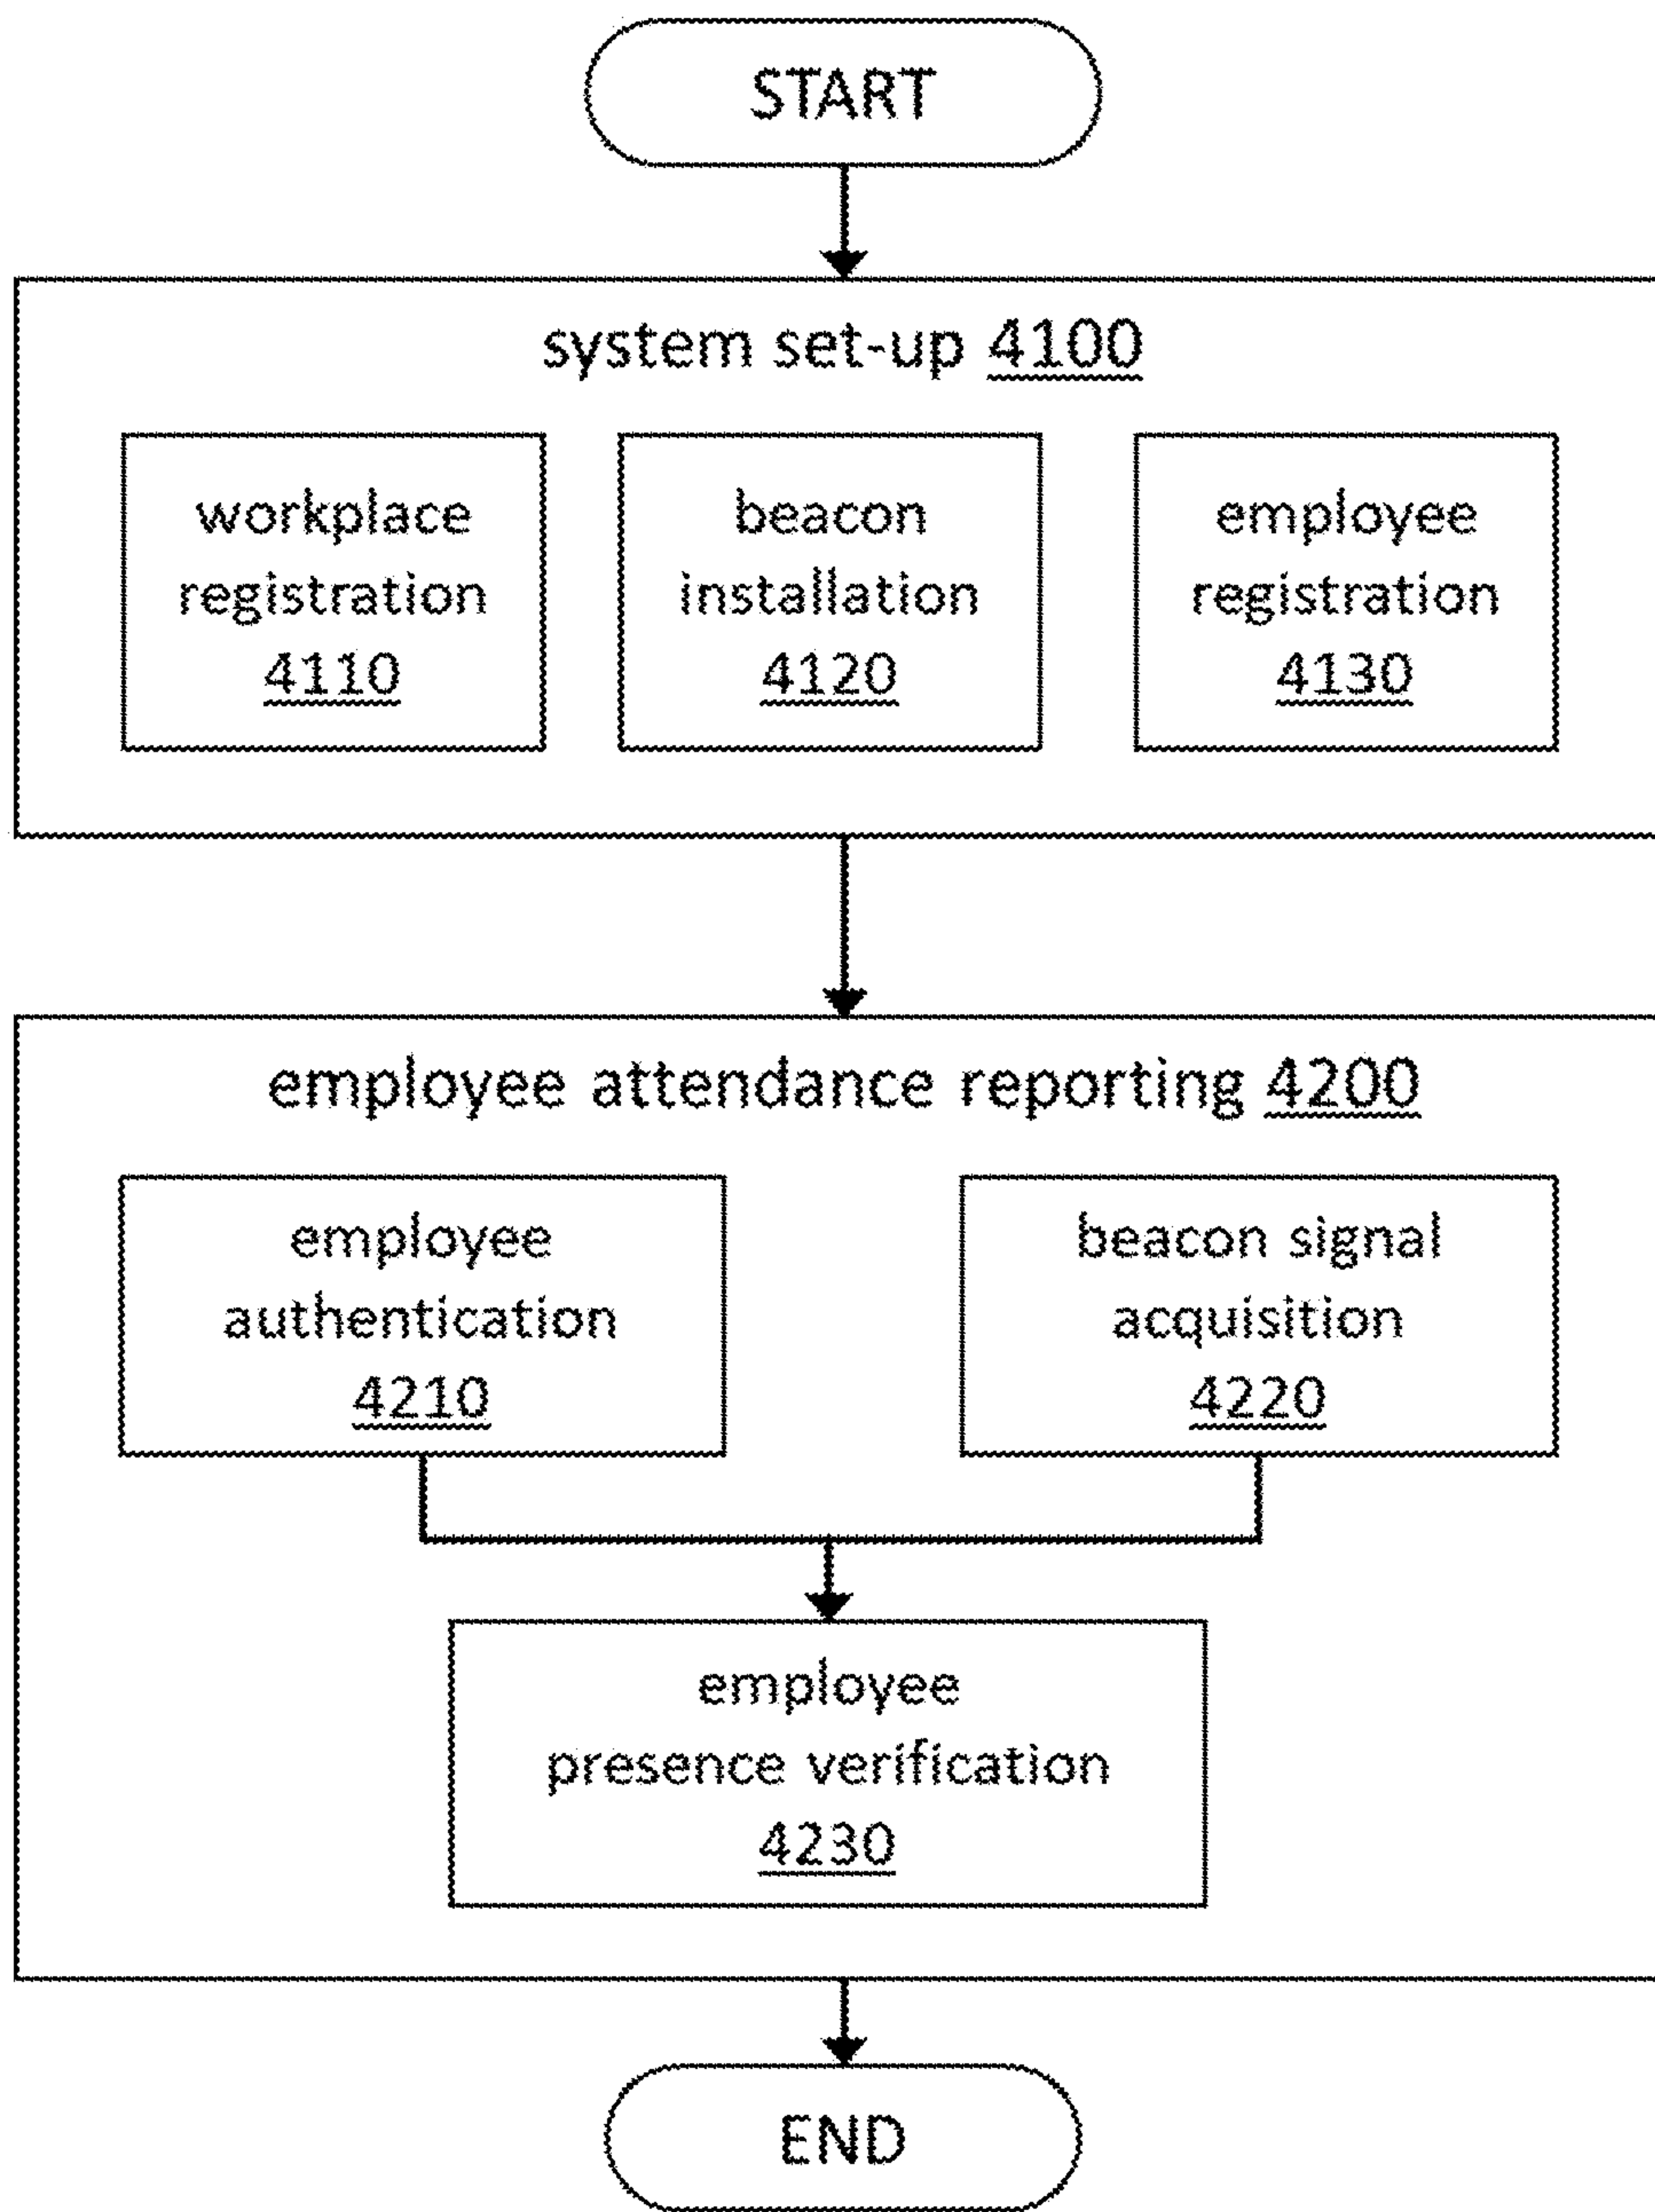 START
system set-up 4100
workplace
registration
4110
beacon
installation
4120
employee
registration
4130
employee attendance reporting 4200
employee
authentication
4210
beacon signal
acquisition
4220
employee
presence verification
4230
END